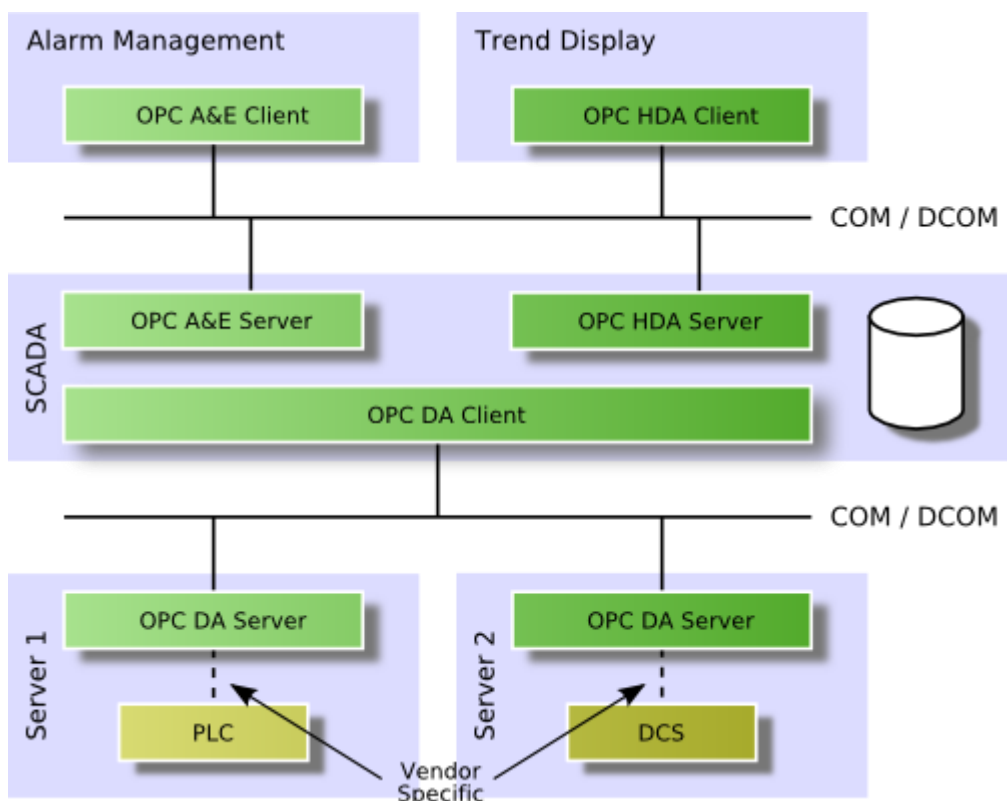 Alarm Management
Trend Display
OPC A&E Client
OPC HDA Client
COM / DCOM
SCADA
OPC A&E Server
OPC HDA Server
OPC DA Client
COM / DCOM
Server 1
OPC DA Server
Server 2
OPC DA Server
PLC
DCS
Vendor
Specific